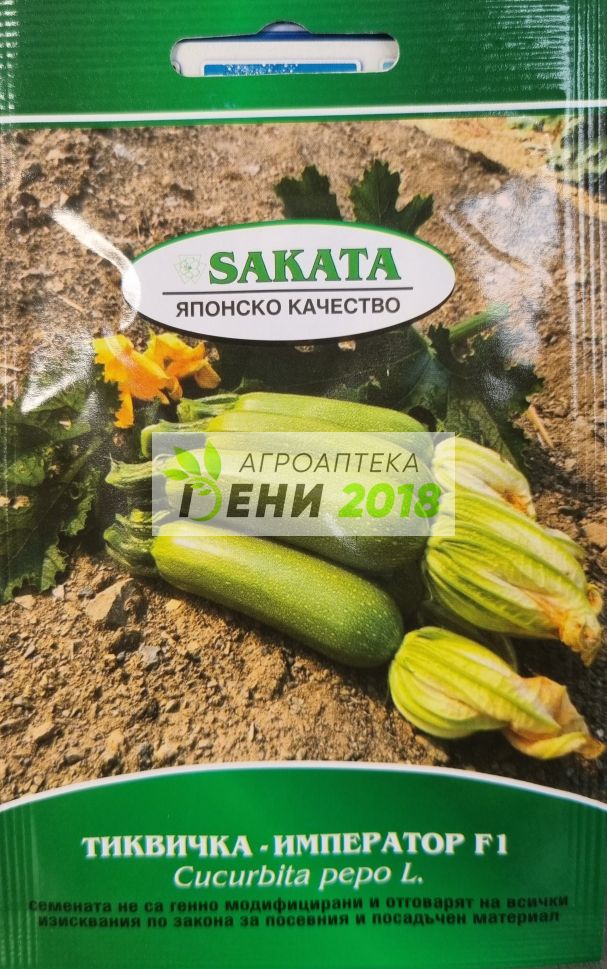 SAKATA
ЯПОНСКО КАЧЕСТВО
АГРОАПТЕКА
ДЕНИ 2018
ТИКВИЧКА - ИМПЕРАТОР F1
Cucurbita pepo L.
семената не са генно модифицирани и отговарят на всички
изисквания по закона за посевния и посадъчен материал